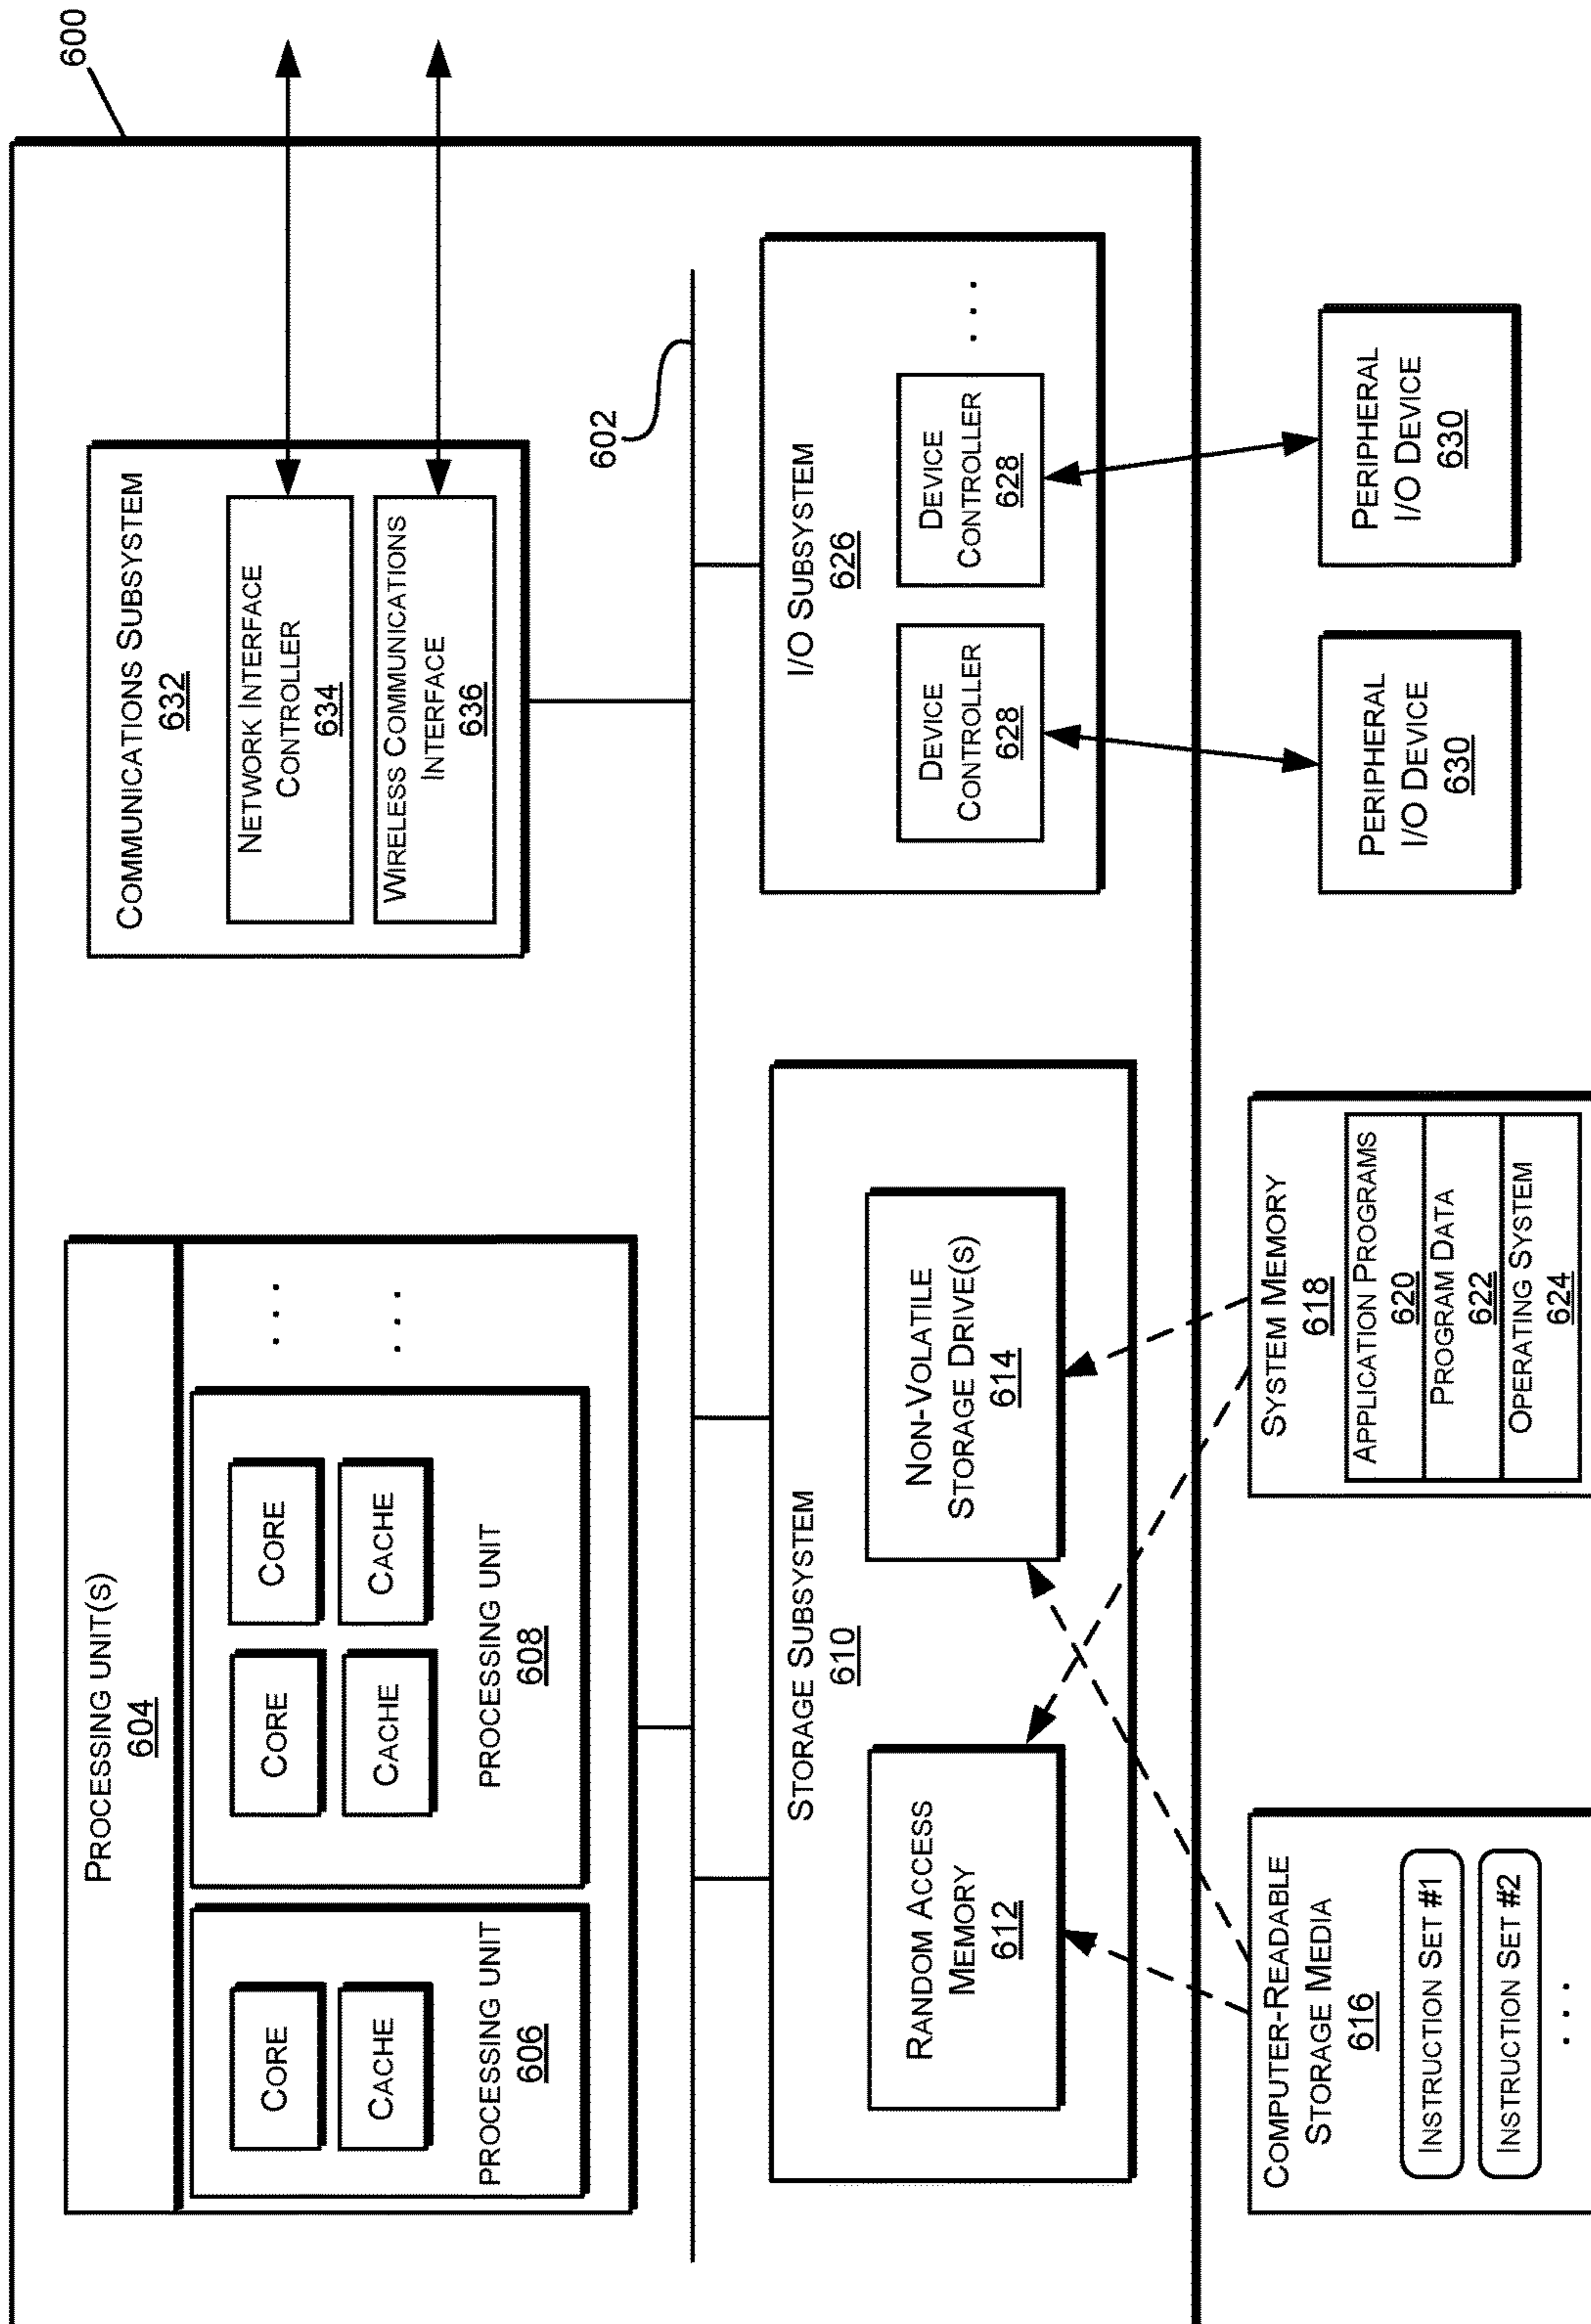 600
PROCESSING UNIT(S)
604
CORE
CACHE
PROCESSING UNIT
606
CORE
CORE
CACHE
CACHE
PROCESSING UNIT
608
. . .
. . .
COMMUNICATIONS SUBSYSTEM
632
NETWORK INTERFACE
CONTROLLER
634
WIRELESS COMMUNICATIONS
INTERFACE
636
602
STORAGE SUBSYSTEM
610
RANDOM ACCESS
MEMORY
612
NON-VOLATILE
STORAGE DRIVE(S)
614
I/O SUBSYSTEM
626
DEVICE
CONTROLLER
628
DEVICE
CONTROLLER
628
. . .
COMPUTER-READABLE
STORAGE MEDIA
616
INSTRUCTION SET #1
INSTRUCTION SET #2
. . .
SYSTEM MEMORY
618
APPLICATION PROGRAMS
620
PROGRAM DATA
622
OPERATING SYSTEM
624
PERIPHERAL
I/O DEVICE
630
PERIPHERAL
I/O DEVICE
630